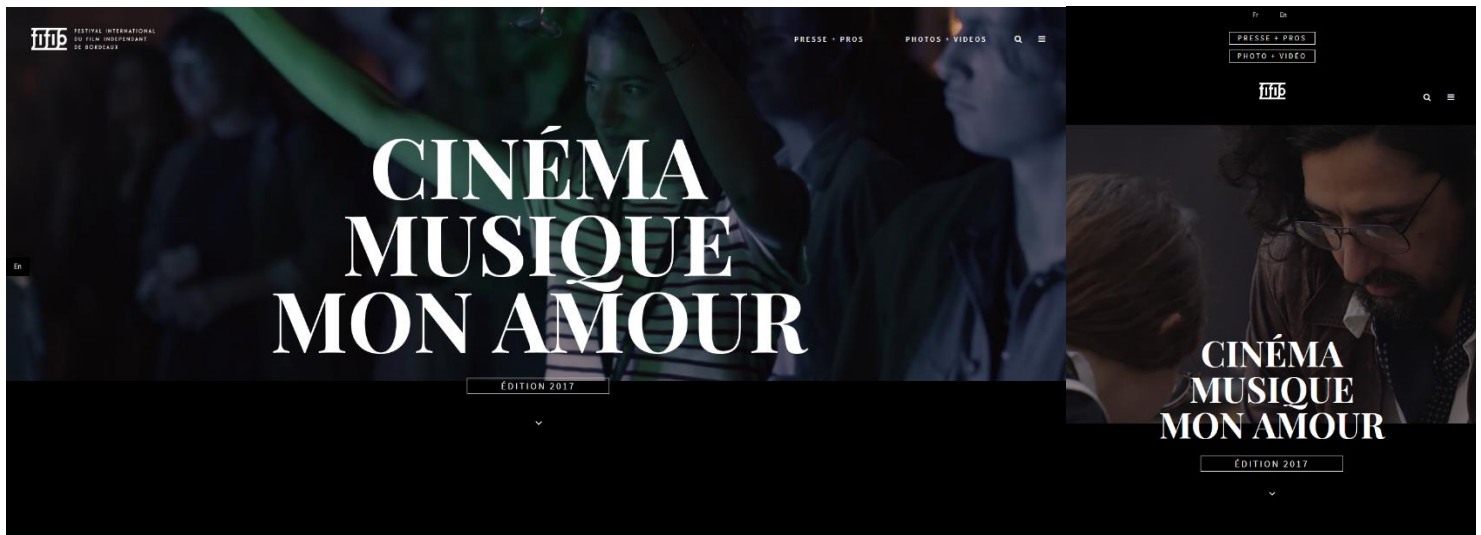 fifib
FESTIVAL INTERNATIONAL
DU FILM INDEPENDANT
DE BORDEAUX
PRESSE + PROS
PHOTOS + VIDEOS
CINÉMA
MUSIQUE
MON AMOUR
En
ÉDITION 2017
Fr
En
PRESSE + PROS
PHOTO + VIDÉO
fifib
CINÉMA
MUSIQUE
MON AMOUR
ÉDITION 2017